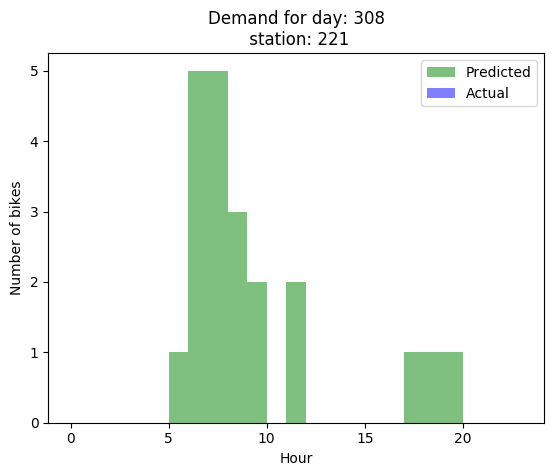 Demand for day: 308
station: 221
Predicted
Actual
Number of bikes
5
4
3
2
1
0
0
5
10
15
20
Hour